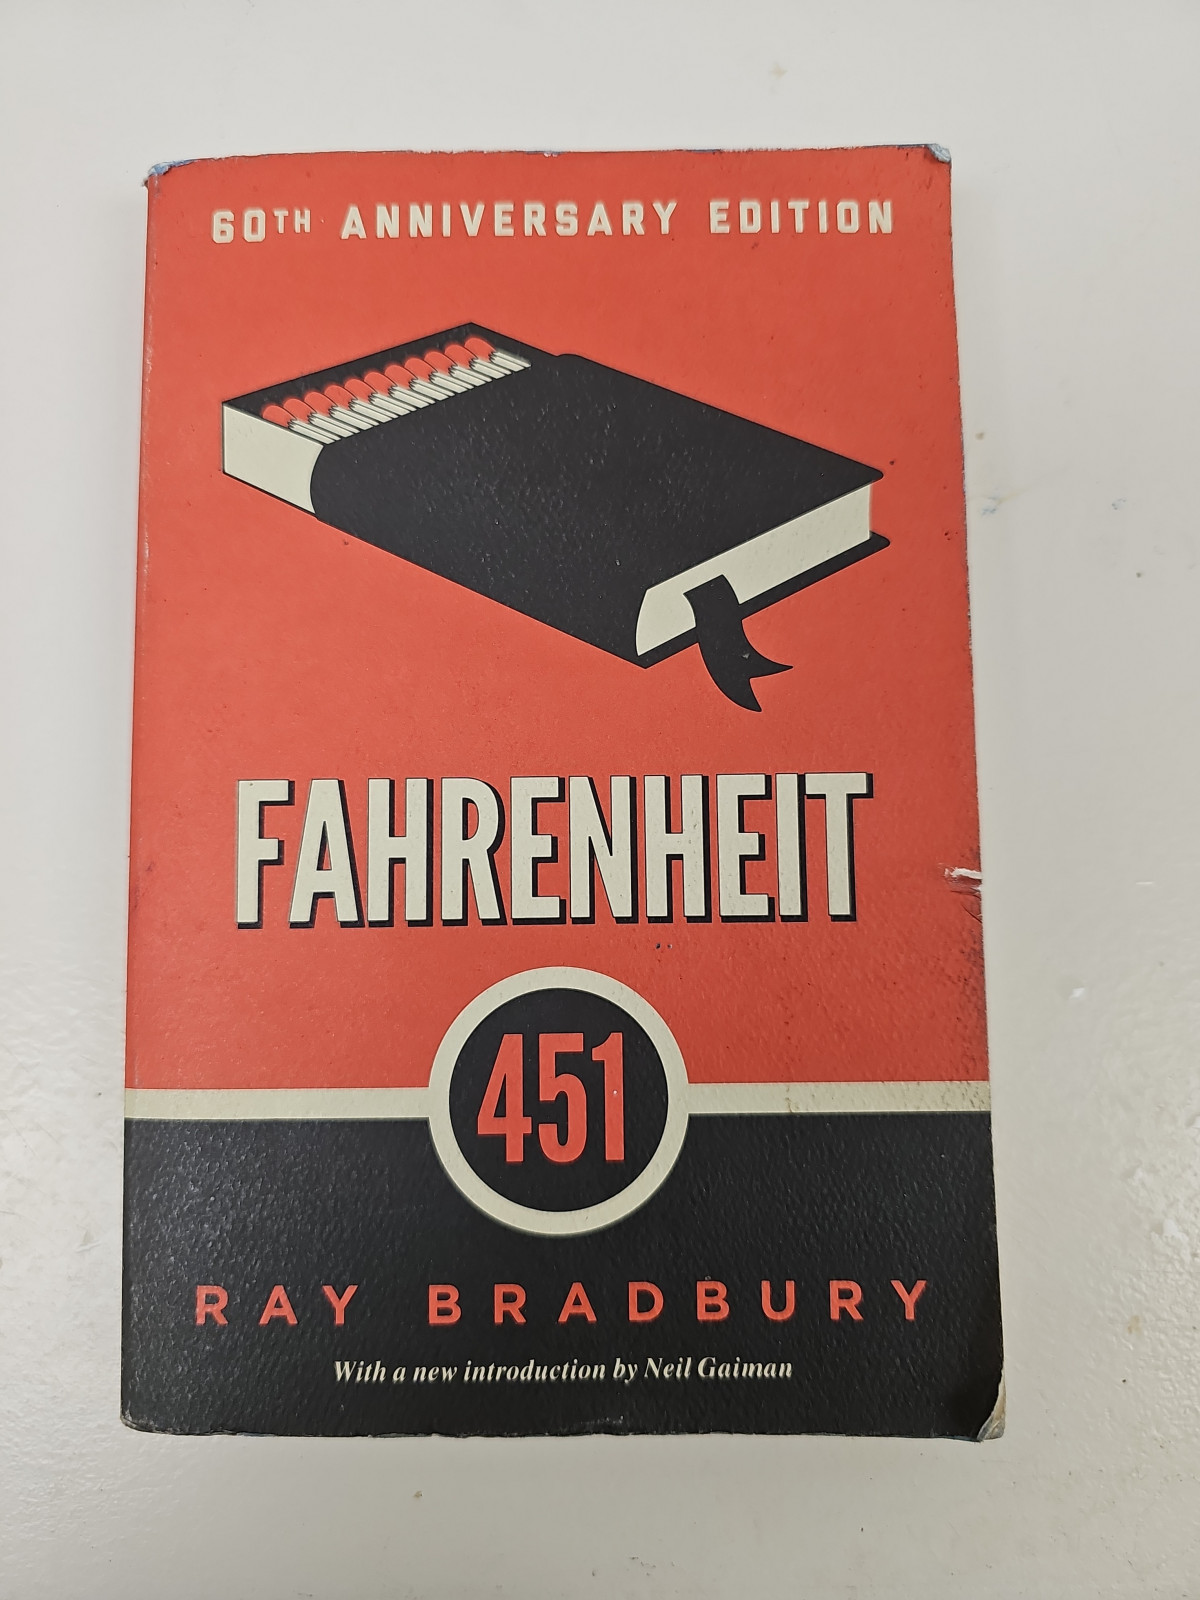 60TH ANNIVERSARY EDITION
FAHRENHEIT
451
RAY BRADBURY
With a new introduction by Neil Gaiman